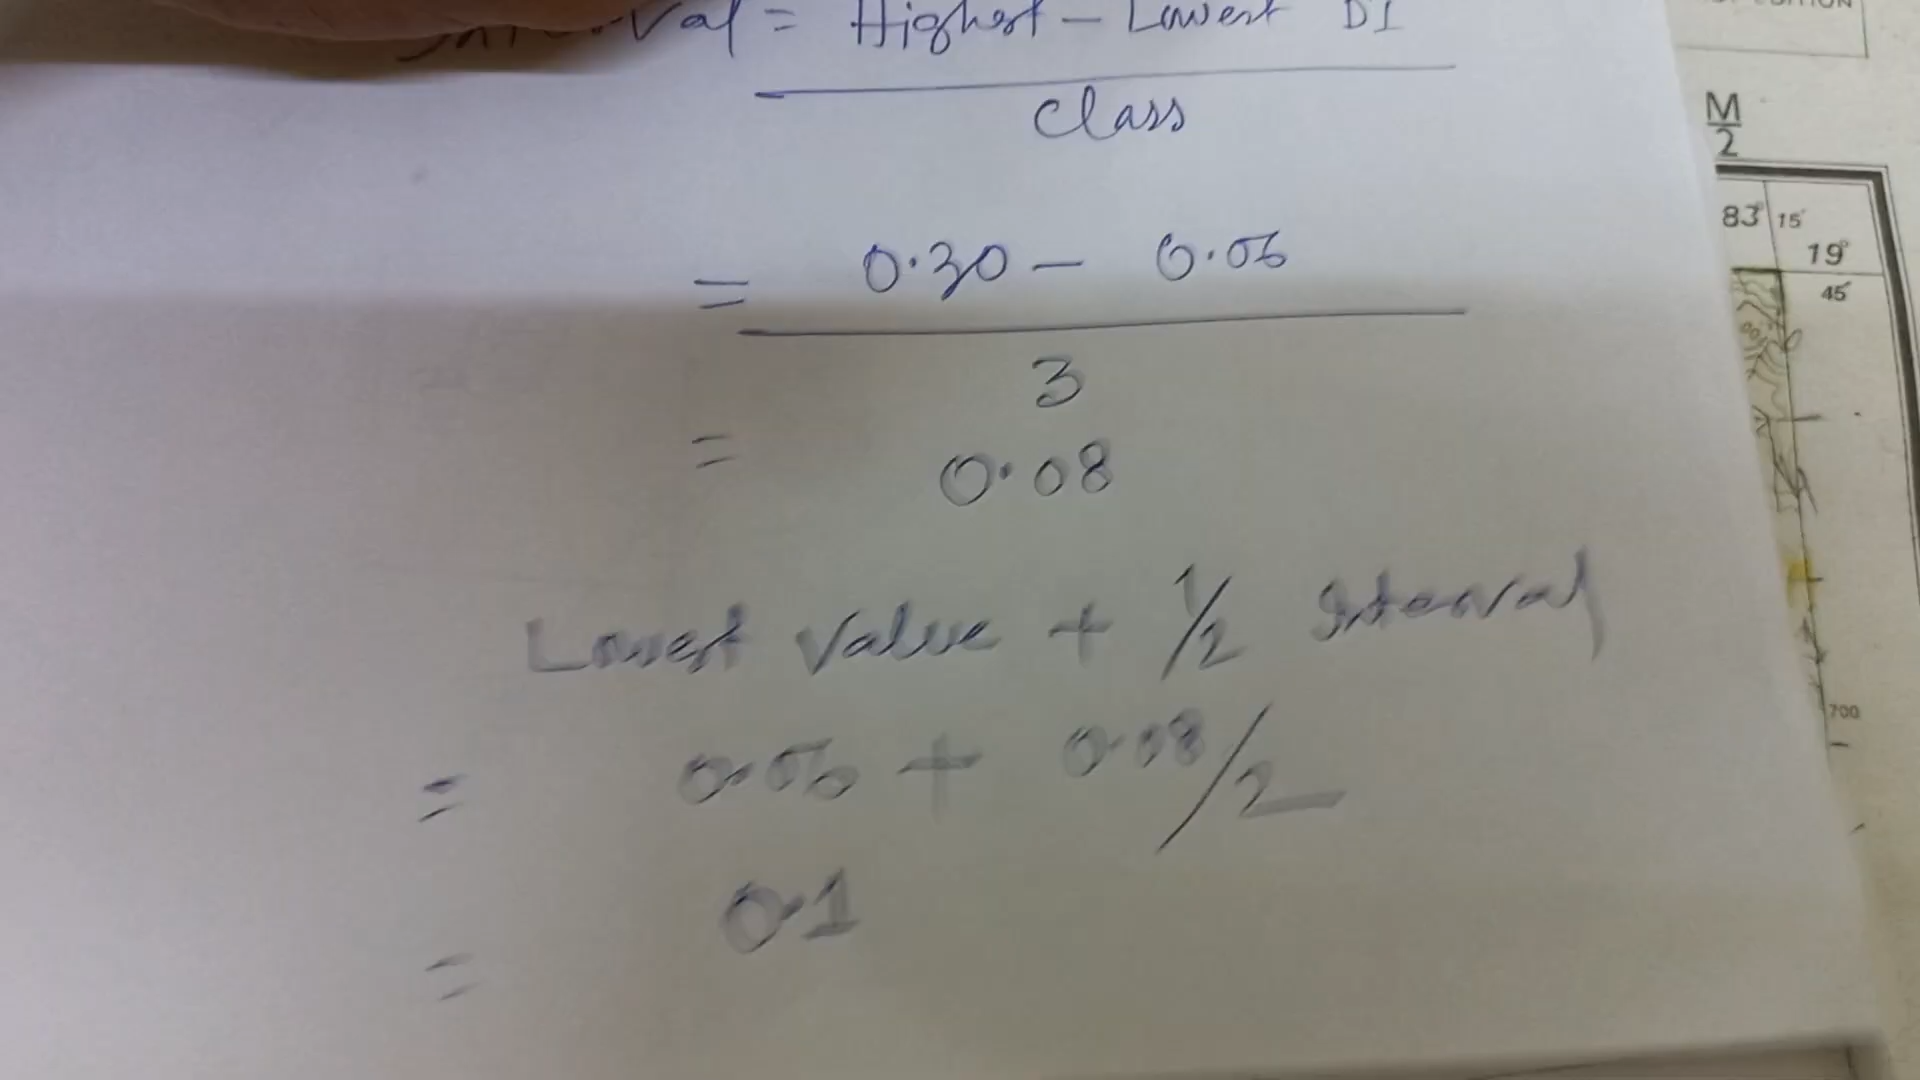 Interval = Highest - Lowest DI
Class
= 0.30 - 0.06
3
= 0.08
Lowest Value + 1/2 Interval
= 0.06 + 0.08/2
= 0.1
M
2
83° 15'
19°
45'
700